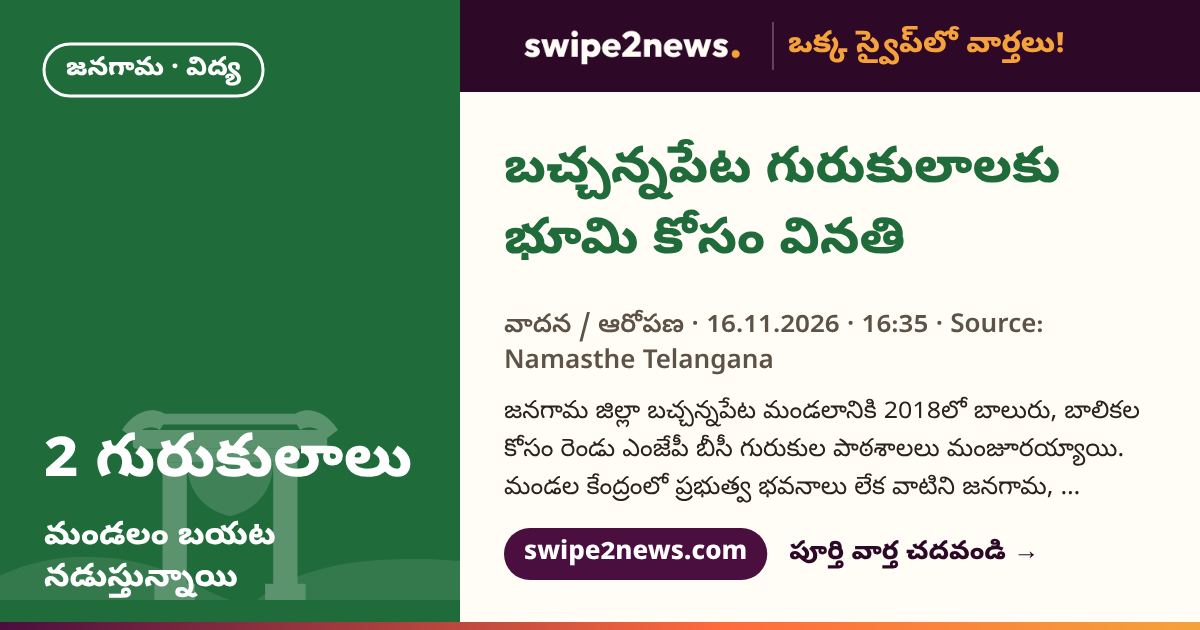 జనగామ · విద్య
2 గురుకులాలు
మండలం బయట
నడుస్తున్నాయి
swipe2news.
ఒక్క స్వైప్‌లో వార్తలు!
బచ్చన్నపేట గురుకులాలకు
భూమి కోసం వినతి
వాదన / ఆరోపణ · 16.11.2026 · 16:35 · Source:
Namasthe Telangana
జనగామ జిల్లా బచ్చన్నపేట మండలానికి 2018లో బాలురు, బాలికల
కోసం రెండు ఎంజేపీ బీసీ గురుకుల పాఠశాలలు మంజూరయ్యాయి.
మండల కేంద్రంలో ప్రభుత్వ భవనాలు లేక వాటిని జనగామ, ...
swipe2news.com
పూర్తి వార్త చదవండి →